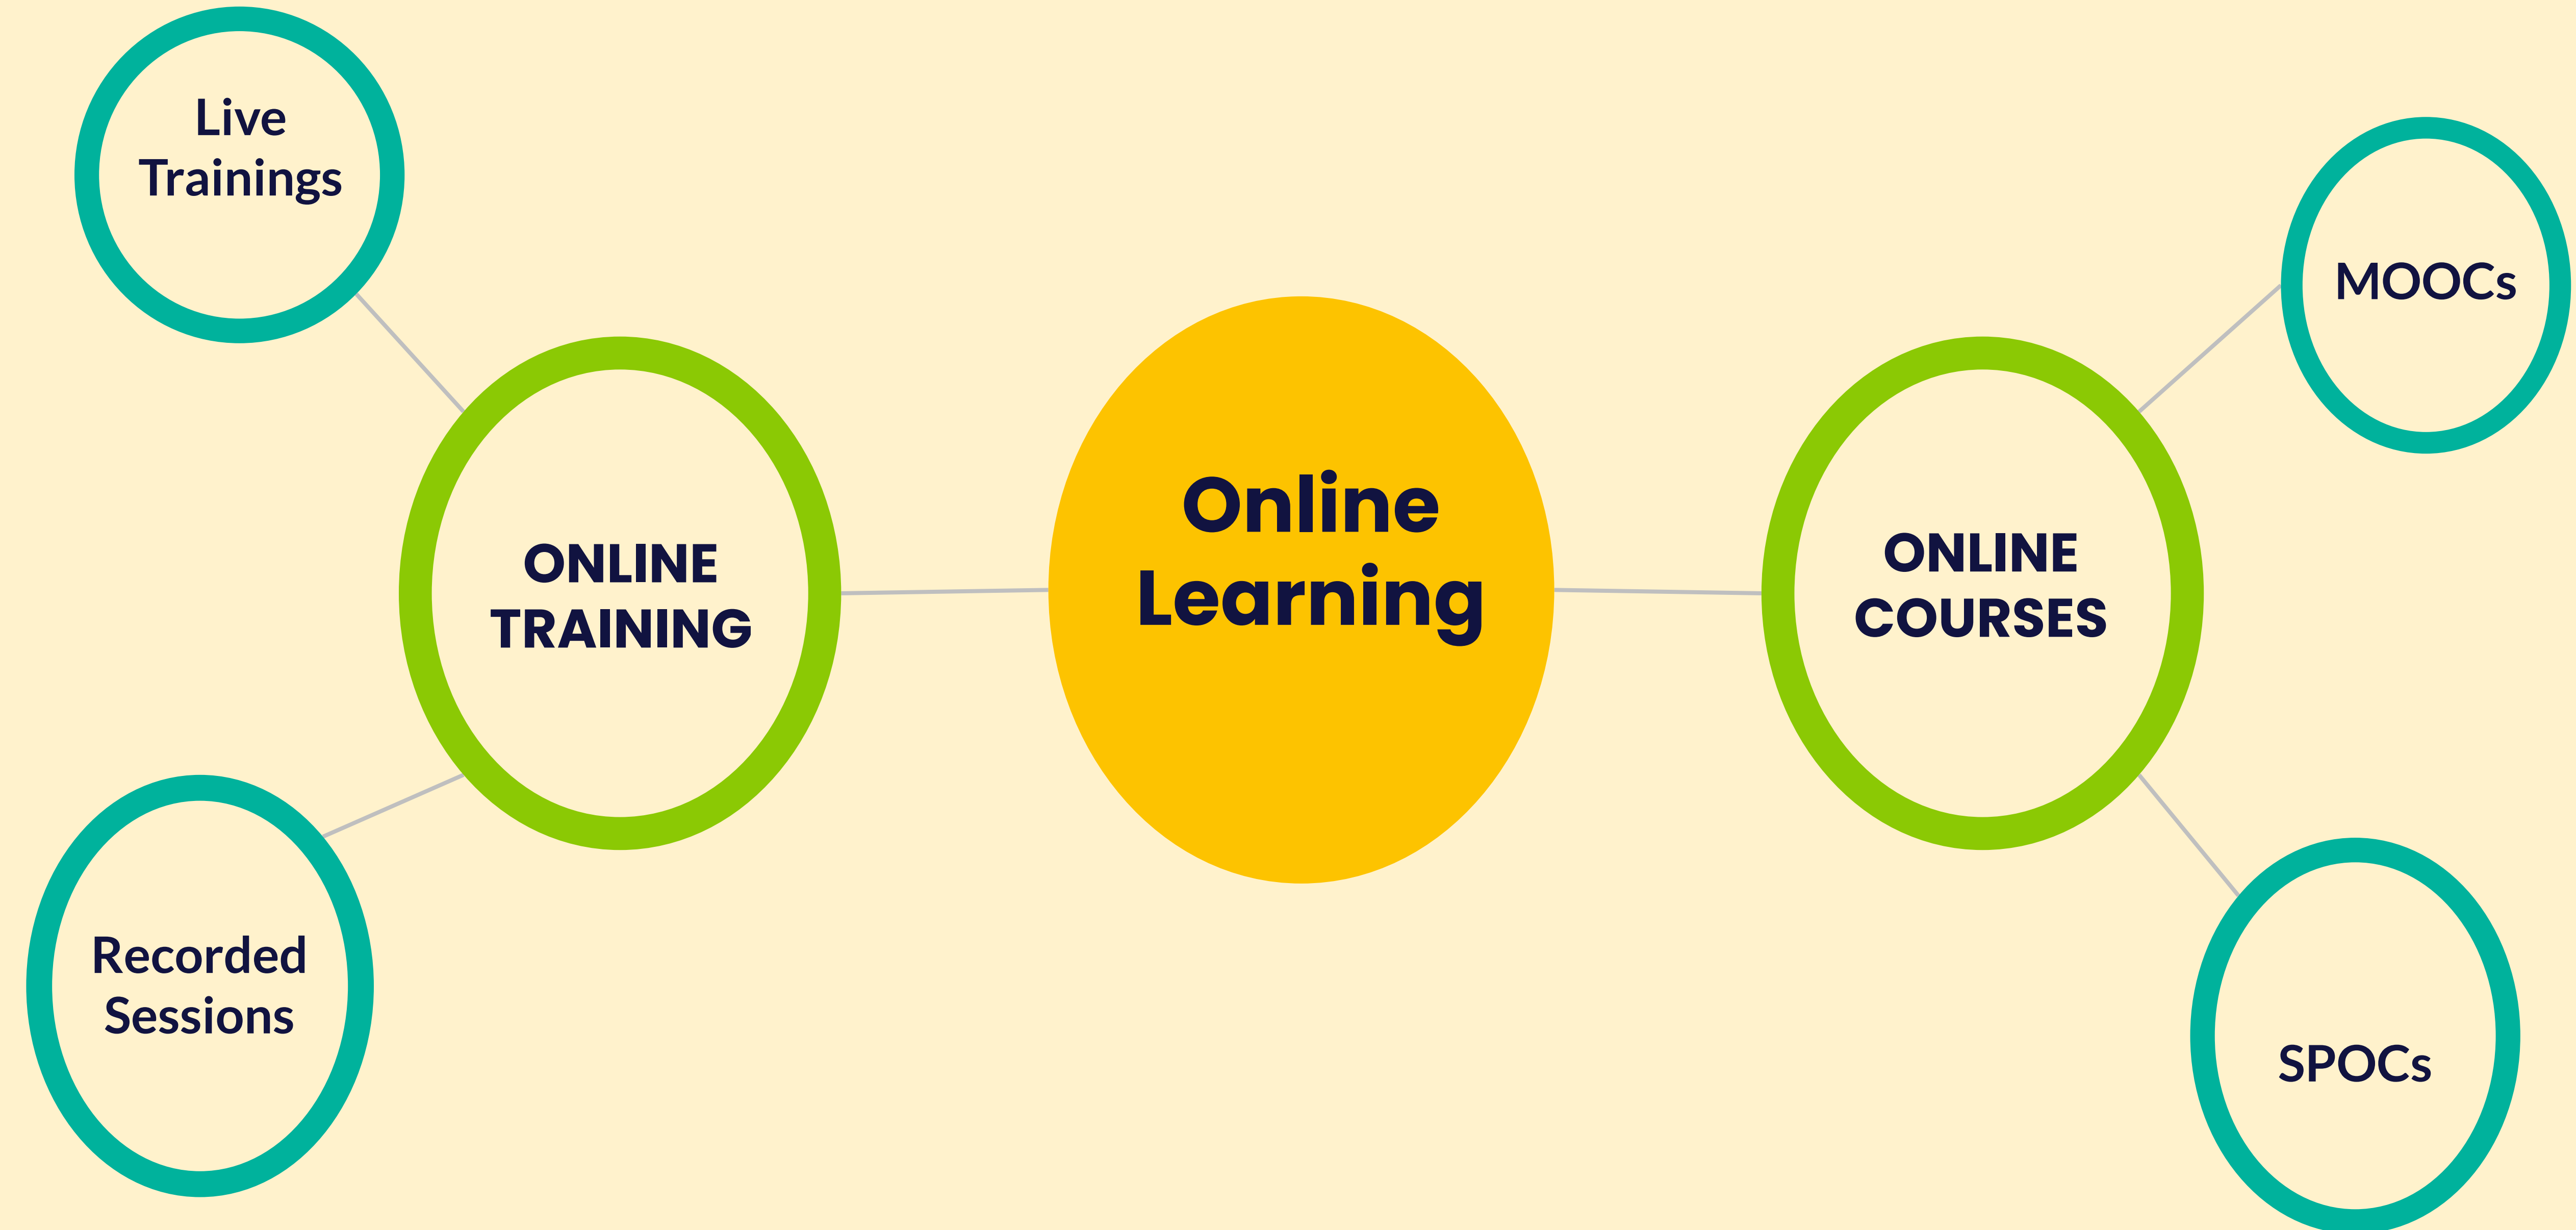 Live
Trainings
MOOCs
Online
Learning
ONLINE
TRAINING
ONLINE
COURSES
Recorded
Sessions
SPOCs